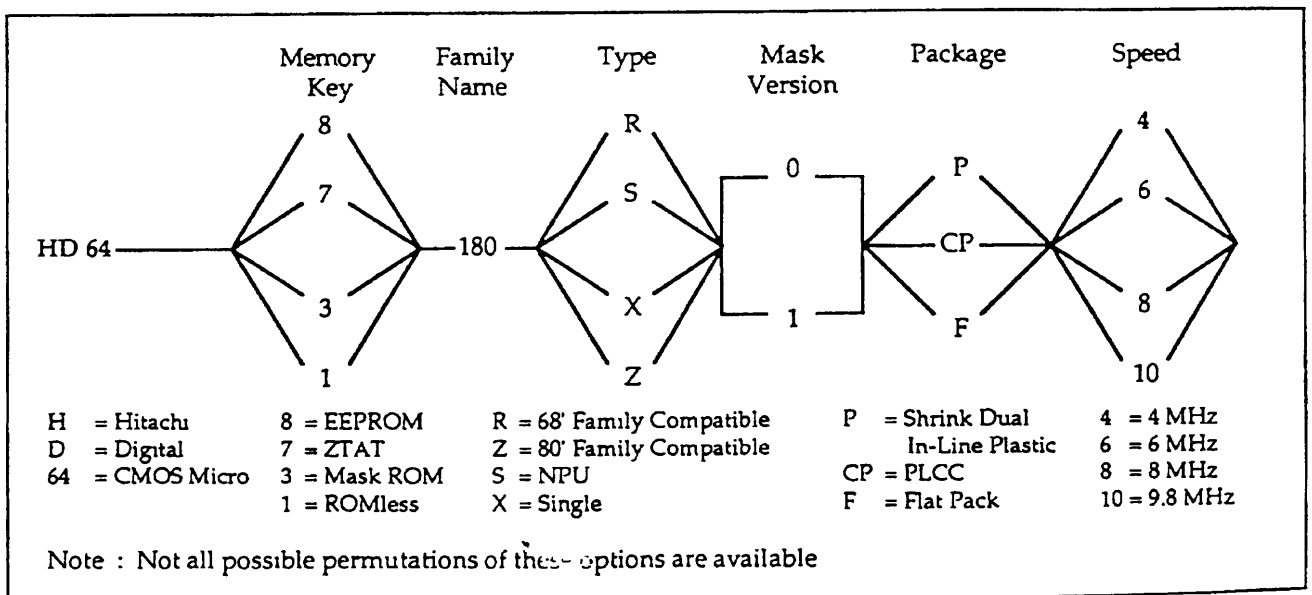 Memory Key Family Name Type Mask Version Package Speed
8 R 4
7 S 0 P 6
HD 64 180 CP
3 X 1 F 8
1 Z 10
H = Hitachi 8 = EEPROM R = 68' Family Compatible P = Shrink Dual In-Line Plastic 4 = 4 MHz
D = Digital 7 = ZTAT Z = 80' Family Compatible 6 = 6 MHz
64 = CMOS Micro 3 = Mask ROM S = NPU CP = PLCC 8 = 8 MHz
1 = ROMless X = Single F = Flat Pack 10 = 9.8 MHz
Note : Not all possible permutations of these options are available